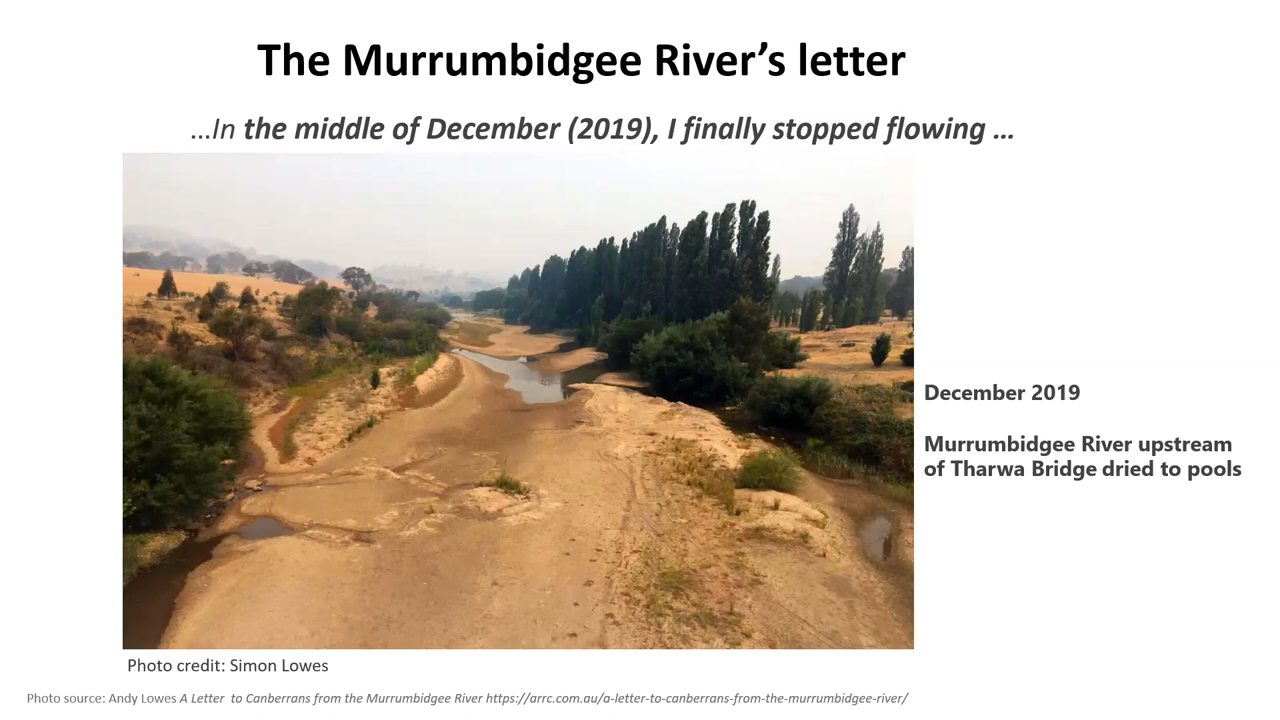 The Murrumbidgee River’s letter
...In the middle of December (2019), I finally stopped flowing ...
December 2019
Murrumbidgee River upstream
of Tharwa Bridge dried to pools
Photo credit: Simon Lowes
Photo source: Andy Lowes A Letter  to Canberrans from the Murrumbidgee River https://arrc.com.au/a-letter-to-canberrans-from-the-murrumbidgee-river/